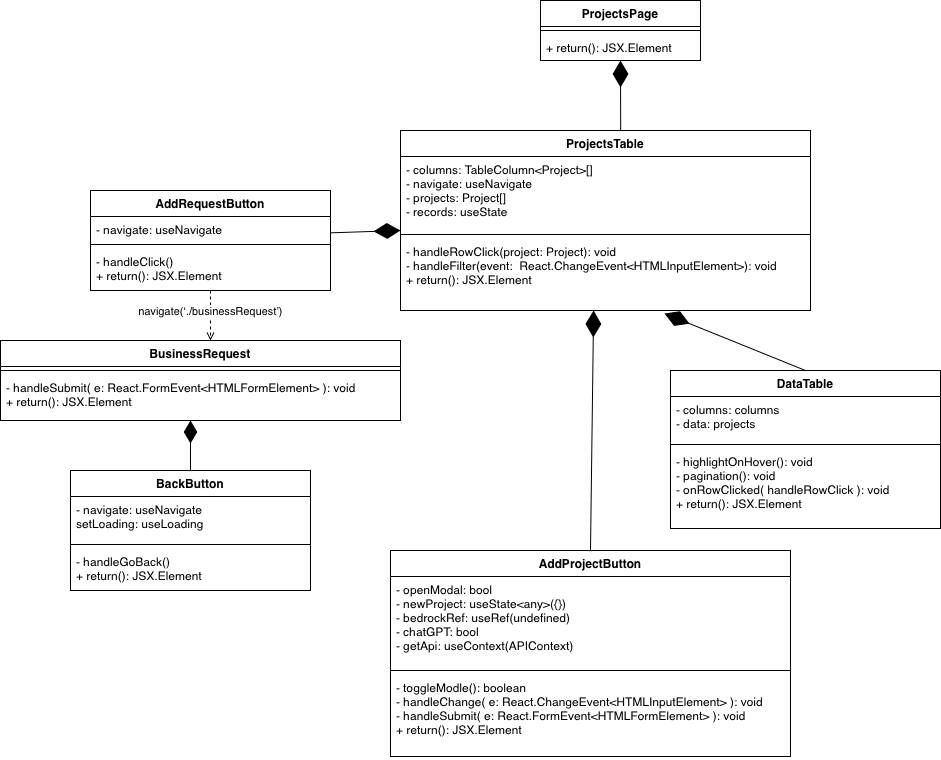 ProjectsPage
+ return(): JSX.Element
ProjectsTable
- columns: TableColumn<Project>[]
- navigate: useNavigate
- projects: Project[]
- records: useState
- handleRowClick(project: Project): void
- handleFilter(event:  React.ChangeEvent<HTMLInputElement>): void
+ return(): JSX.Element
AddRequestButton
- navigate: useNavigate
- handleClick()
+ return(): JSX.Element
navigate('./businessRequest')
BusinessRequest
- handleSubmit( e: React.FormEvent<HTMLFormElement> ): void
+ return(): JSX.Element
BackButton
- navigate: useNavigate
setLoading: useLoading
- handleGoBack()
+ return(): JSX.Element
DataTable
- columns: columns
- data: projects
- highlightOnHover(): void
- pagination(): void
- onRowClicked( handleRowClick ): void
+ return(): JSX.Element
AddProjectButton
- openModal: bool
- newProject: useState<any>({})
- bedrockRef: useRef(undefined)
- chatGPT: bool
- getApi: useContext(APIContext)
- toggleModle(): boolean
- handleChange( e: React.ChangeEvent<HTMLInputElement> ): void
- handleSubmit( e: React.FormEvent<HTMLFormElement> ): void
+ return(): JSX.Element